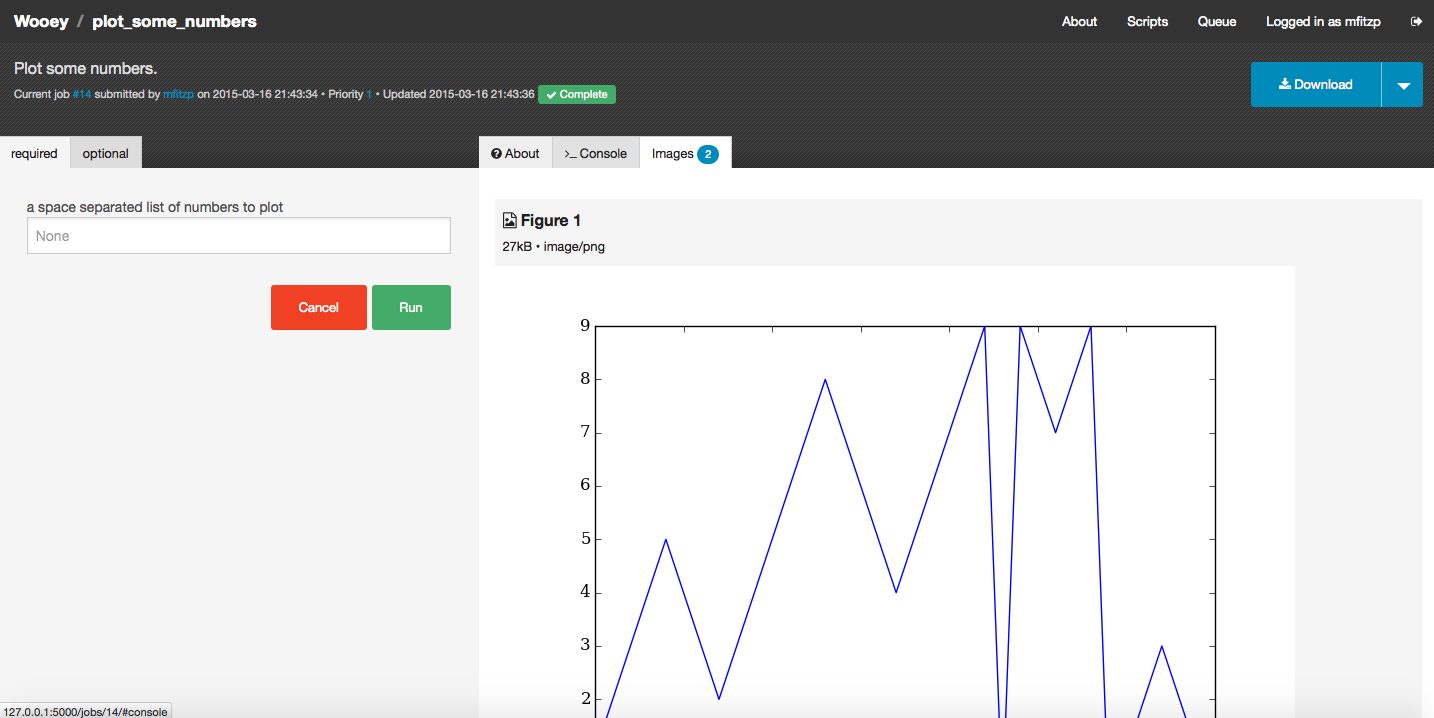 Wooey / plot_some_numbers
About Scripts Queue Logged in as mfitzp
Plot some numbers.
Current job #14 submitted by mfitzp on 2015-03-16 21:43:34 • Priority 1 • Updated 2015-03-16 21:43:36 Complete
Download
required optional
About >_ Console Images 2
a space separated list of numbers to plot
None
Cancel Run
Figure 1
27kB • image/png
9
8
7
6
5
4
3
2
127.0.0.1:5000/jobs/14/#console